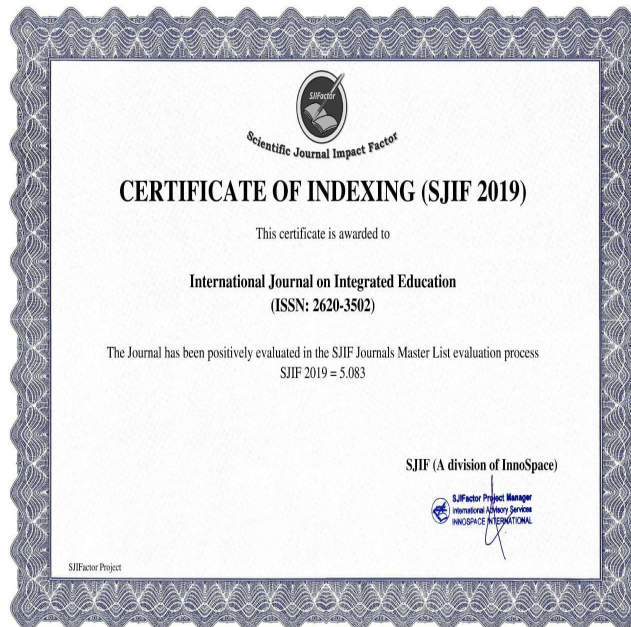 SJIFactor
Scientific Journal Impact Factor
CERTIFICATE OF INDEXING (SJIF 2019)
This certificate is awarded to
International Journal on Integrated Education
(ISSN: 2620-3502)
The Journal has been positively evaluated in the SJIF Journals Master List evaluation process
SJIF 2019 = 5.083
SJIF (A division of InnoSpace)
SJIFactor Project Manager
International Advisory Services
INNOSPACE INTERNATIONAL
SJIFactor Project